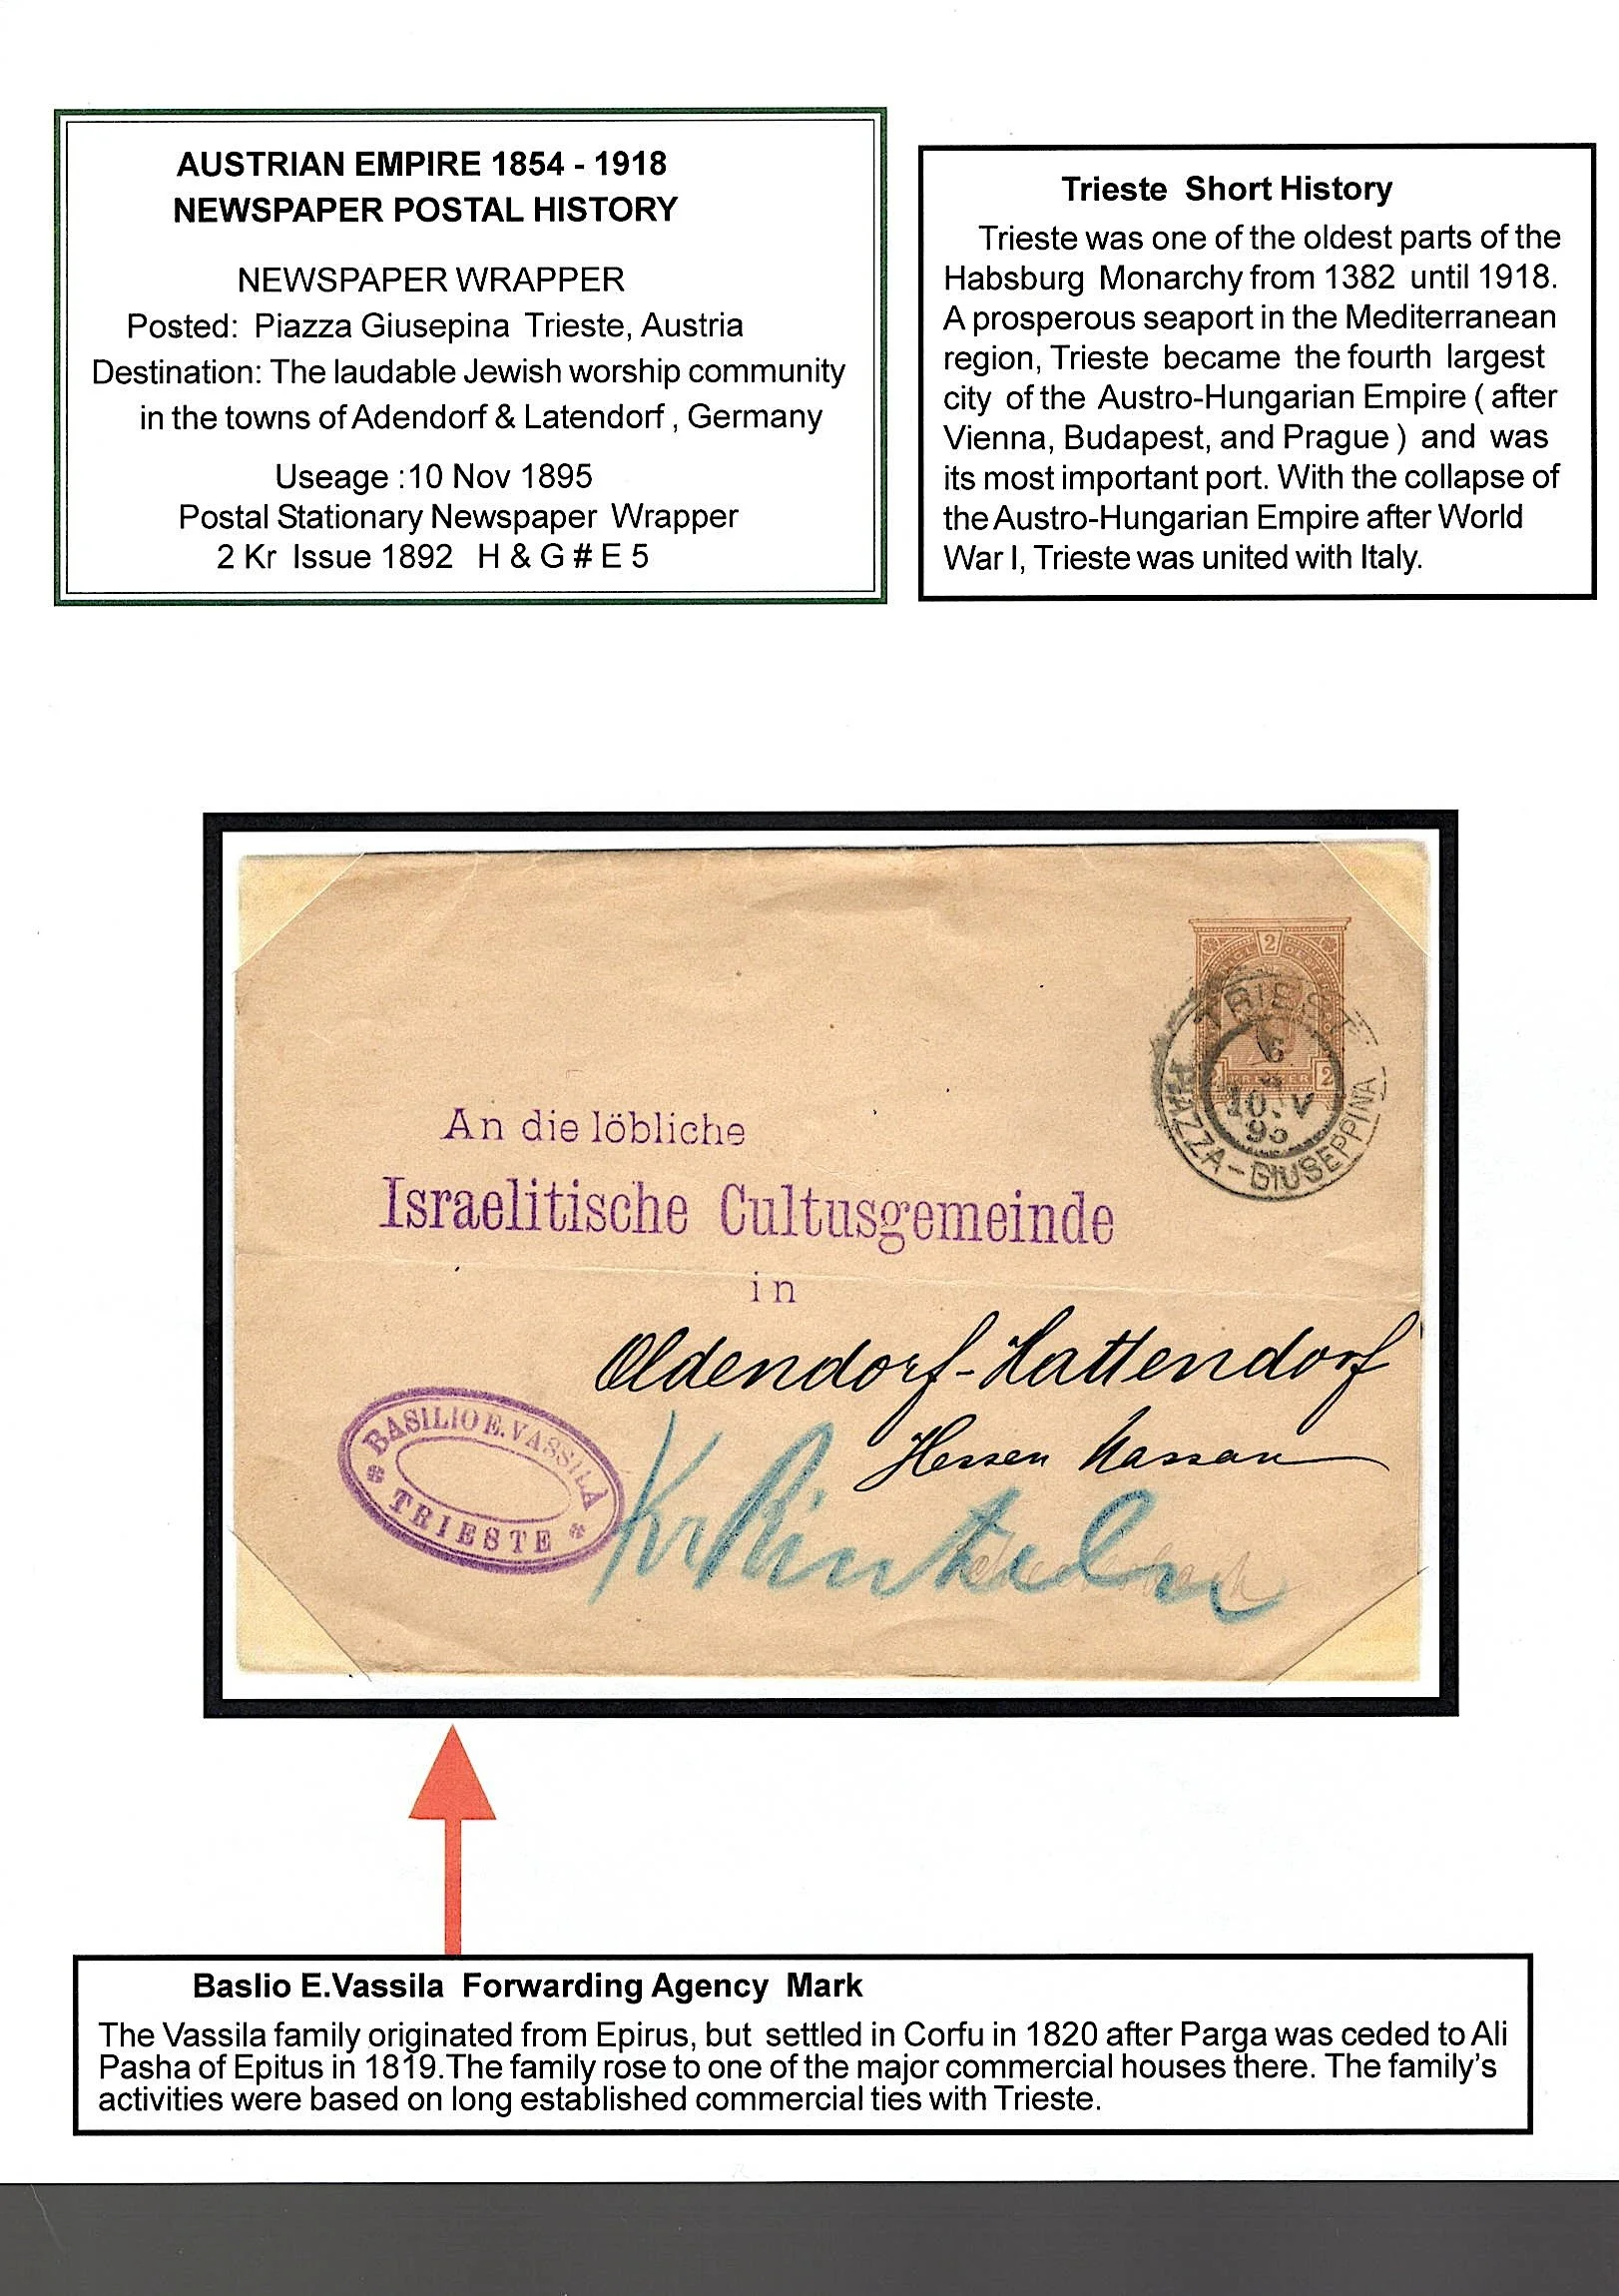 AUSTRIAN EMPIRE 1854 - 1918
NEWSPAPER POSTAL HISTORY
NEWSPAPER WRAPPER
Posted: Piazza Giusepina Trieste, Austria
Destination: The laudable Jewish worship community
in the towns of Adendorf & Latendorf , Germany
Useage :10 Nov 1895
Postal Stationary Newspaper Wrapper
2 Kr Issue 1892 H & G # E 5
Trieste Short History
Trieste was one of the oldest parts of the
Habsburg Monarchy from 1382 until 1918.
A prosperous seaport in the Mediterranean
region, Trieste became the fourth largest
city of the Austro-Hungarian Empire ( after
Vienna, Budapest, and Prague ) and was
its most important port. With the collapse of
the Austro-Hungarian Empire after World
War I, Trieste was united with Italy.
2
TRIEST
6
2
10. V
95
PIAZZA-GIUSEPPINA
An die löbliche
Israelitische Cultusgemeinde
in
Oldendorf-Hattendorf
Hessen Nassau
Kr Rinteln
BASILIO E. VASSILA
TRIESTE
Baslio E.Vassila Forwarding Agency Mark
The Vassila family originated from Epirus, but settled in Corfu in 1820 after Parga was ceded to Ali
Pasha of Epitus in 1819.The family rose to one of the major commercial houses there. The family's
activities were based on long established commercial ties with Trieste.